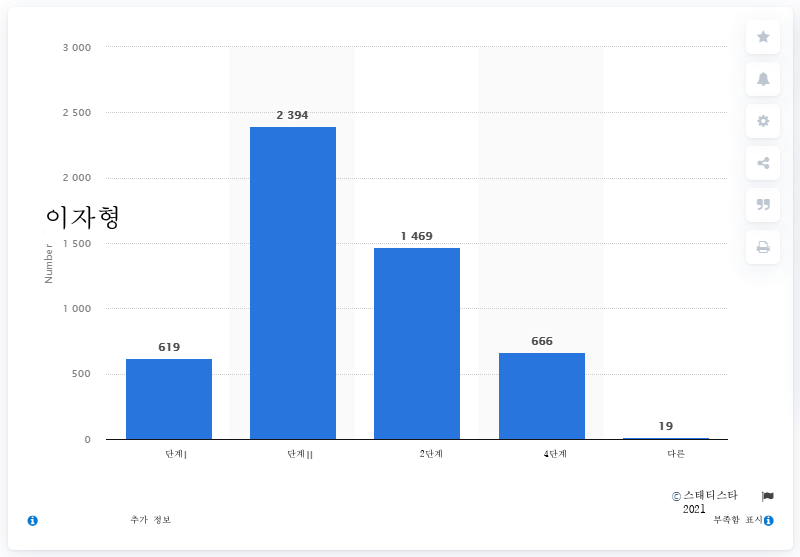 3 000
2 500
2 000
1 500
1 000
500
0
이자형
Number
619
2 394
1 469
666
19
단계I
단계II
2단계
4단계
다른
© 스태티스타
2021
추가 정보
부족함 표시